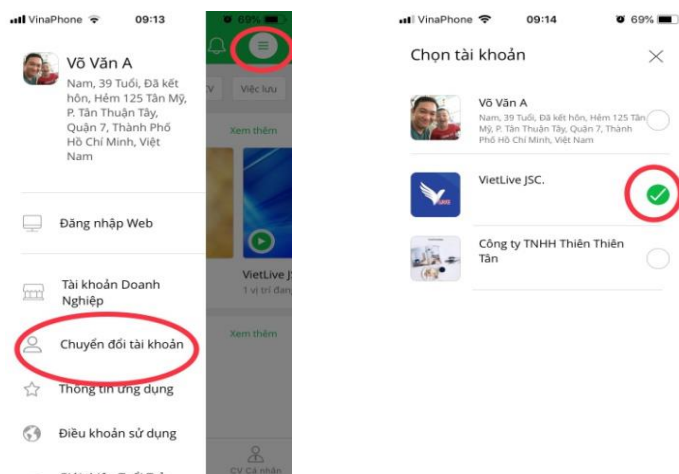 VinaPhone 09:13 69%
Võ Văn A
Nam, 39 Tuổi, Đã kết
hôn, Hẻm 125 Tân Mỹ,
P. Tân Thuận Tây,
Quận 7, Thành Phố
Hồ Chí Minh, Việt
Nam
Đăng nhập Web
Tài khoản Doanh
Nghiệp
Chuyển đổi tài khoản
Thông tin ứng dụng
Điều khoản sử dụng
V
Việc lưu
Xem thêm
VietLive J
1 vị trí đan
Xem thêm
CV Cá nhân
VinaPhone 09:14 69%
Chọn tài khoản
Võ Văn A
Nam, 39 Tuổi, Đã kết hôn, Hẻm 125 Tân
Mỹ, P. Tân Thuận Tây, Quận 7, Thành
Phố Hồ Chí Minh, Việt Nam
LIVE
VietLive JSC.
Công ty TNHH Thiên Thiên
Tân